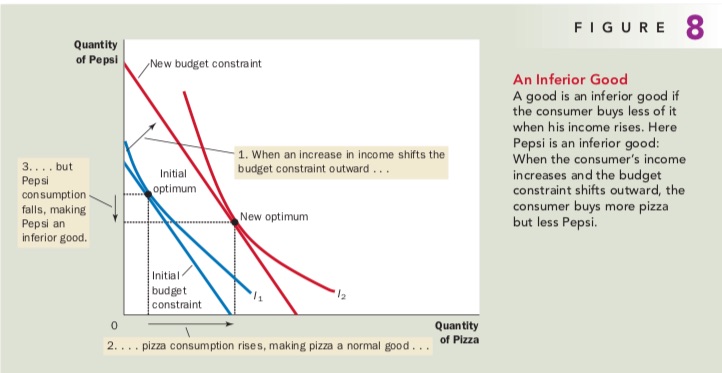 FIGURE 8
An Inferior Good
A good is an inferior good if
the consumer buys less of it
when his income rises. Here
Pepsi is an inferior good:
When the consumer's income
increases and the budget
constraint shifts outward, the
consumer buys more pizza
but less Pepsi.
Quantity
of Pepsi
New budget constraint
1. When an increase in income shifts the
budget constraint outward . . .
3. . . . but
Pepsi
consumption
falls, making
Pepsi an
inferior good.
Initial
optimum
New optimum
Initial
budget
constraint
I1
I2
0
Quantity
of Pizza
2. . . . pizza consumption rises, making pizza a normal good . . .